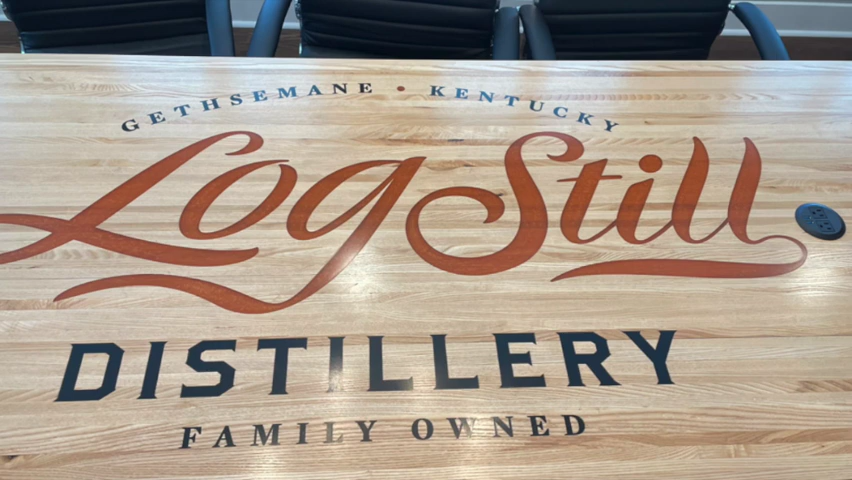 GETHSEMANE • KENTUCKY
Log Still
DISTILLERY
FAMILY OWNED